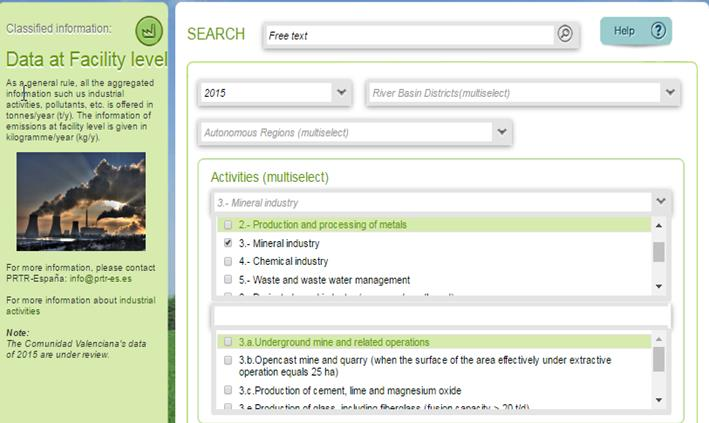 Classified information:
Data at Facility level
As a general rule, all the aggregated
information such us industrial
activities, pollutants, etc. is offered in
tonnes/year (t/y). The information of
emissions at facility level is given in
kilogramme/year (kg/y).
For more information, please contact
PRTR-España: info@prtr-es.es
For more information about industrial
activities
Note:
The Comunidad Valenciana's data
of 2015 are under review.
SEARCH
Free text
Help ?
2015
River Basin Districts(multiselect)
Autonomous Regions (multiselect)
Activities (multiselect)
3.- Mineral industry
2.- Production and processing of metals
3.- Mineral industry
4.- Chemical industry
5.- Waste and waste water management
3.a.Underground mine and related operations
3.b.Opencast mine and quarry (when the surface of the area effectively under extractive
operation equals 25 ha)
3.c.Production of cement, lime and magnesium oxide
3.e.Production of glass, including fiberglass (fusion capacity > 20 t/d)